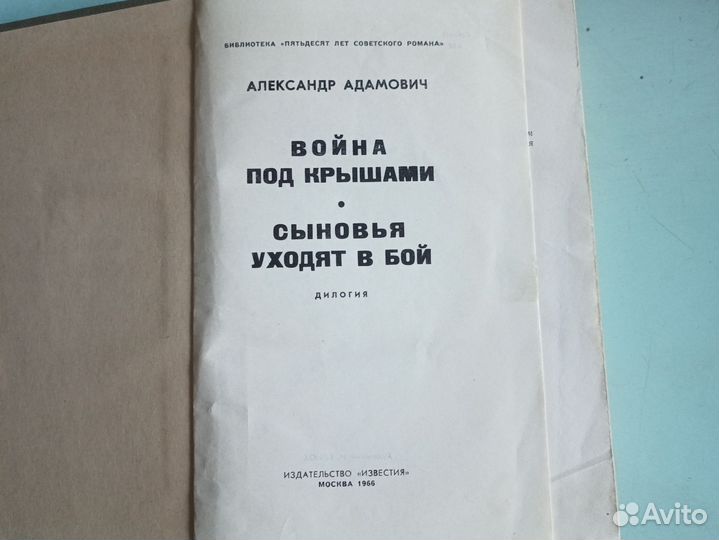 БИБЛИОТЕКА «ПЯТЬДЕСЯТ ЛЕТ СОВЕТСКОГО РОМАНА»
АЛЕКСАНДР АДАМОВИЧ
ВОЙНА
ПОД КРЫШАМИ
•
СЫНОВЬЯ
УХОДЯТ В БОЙ
ДИЛОГИЯ
ИЗДАТЕЛЬСТВО «ИЗВЕСТИЯ»
МОСКВА 1966
Avito